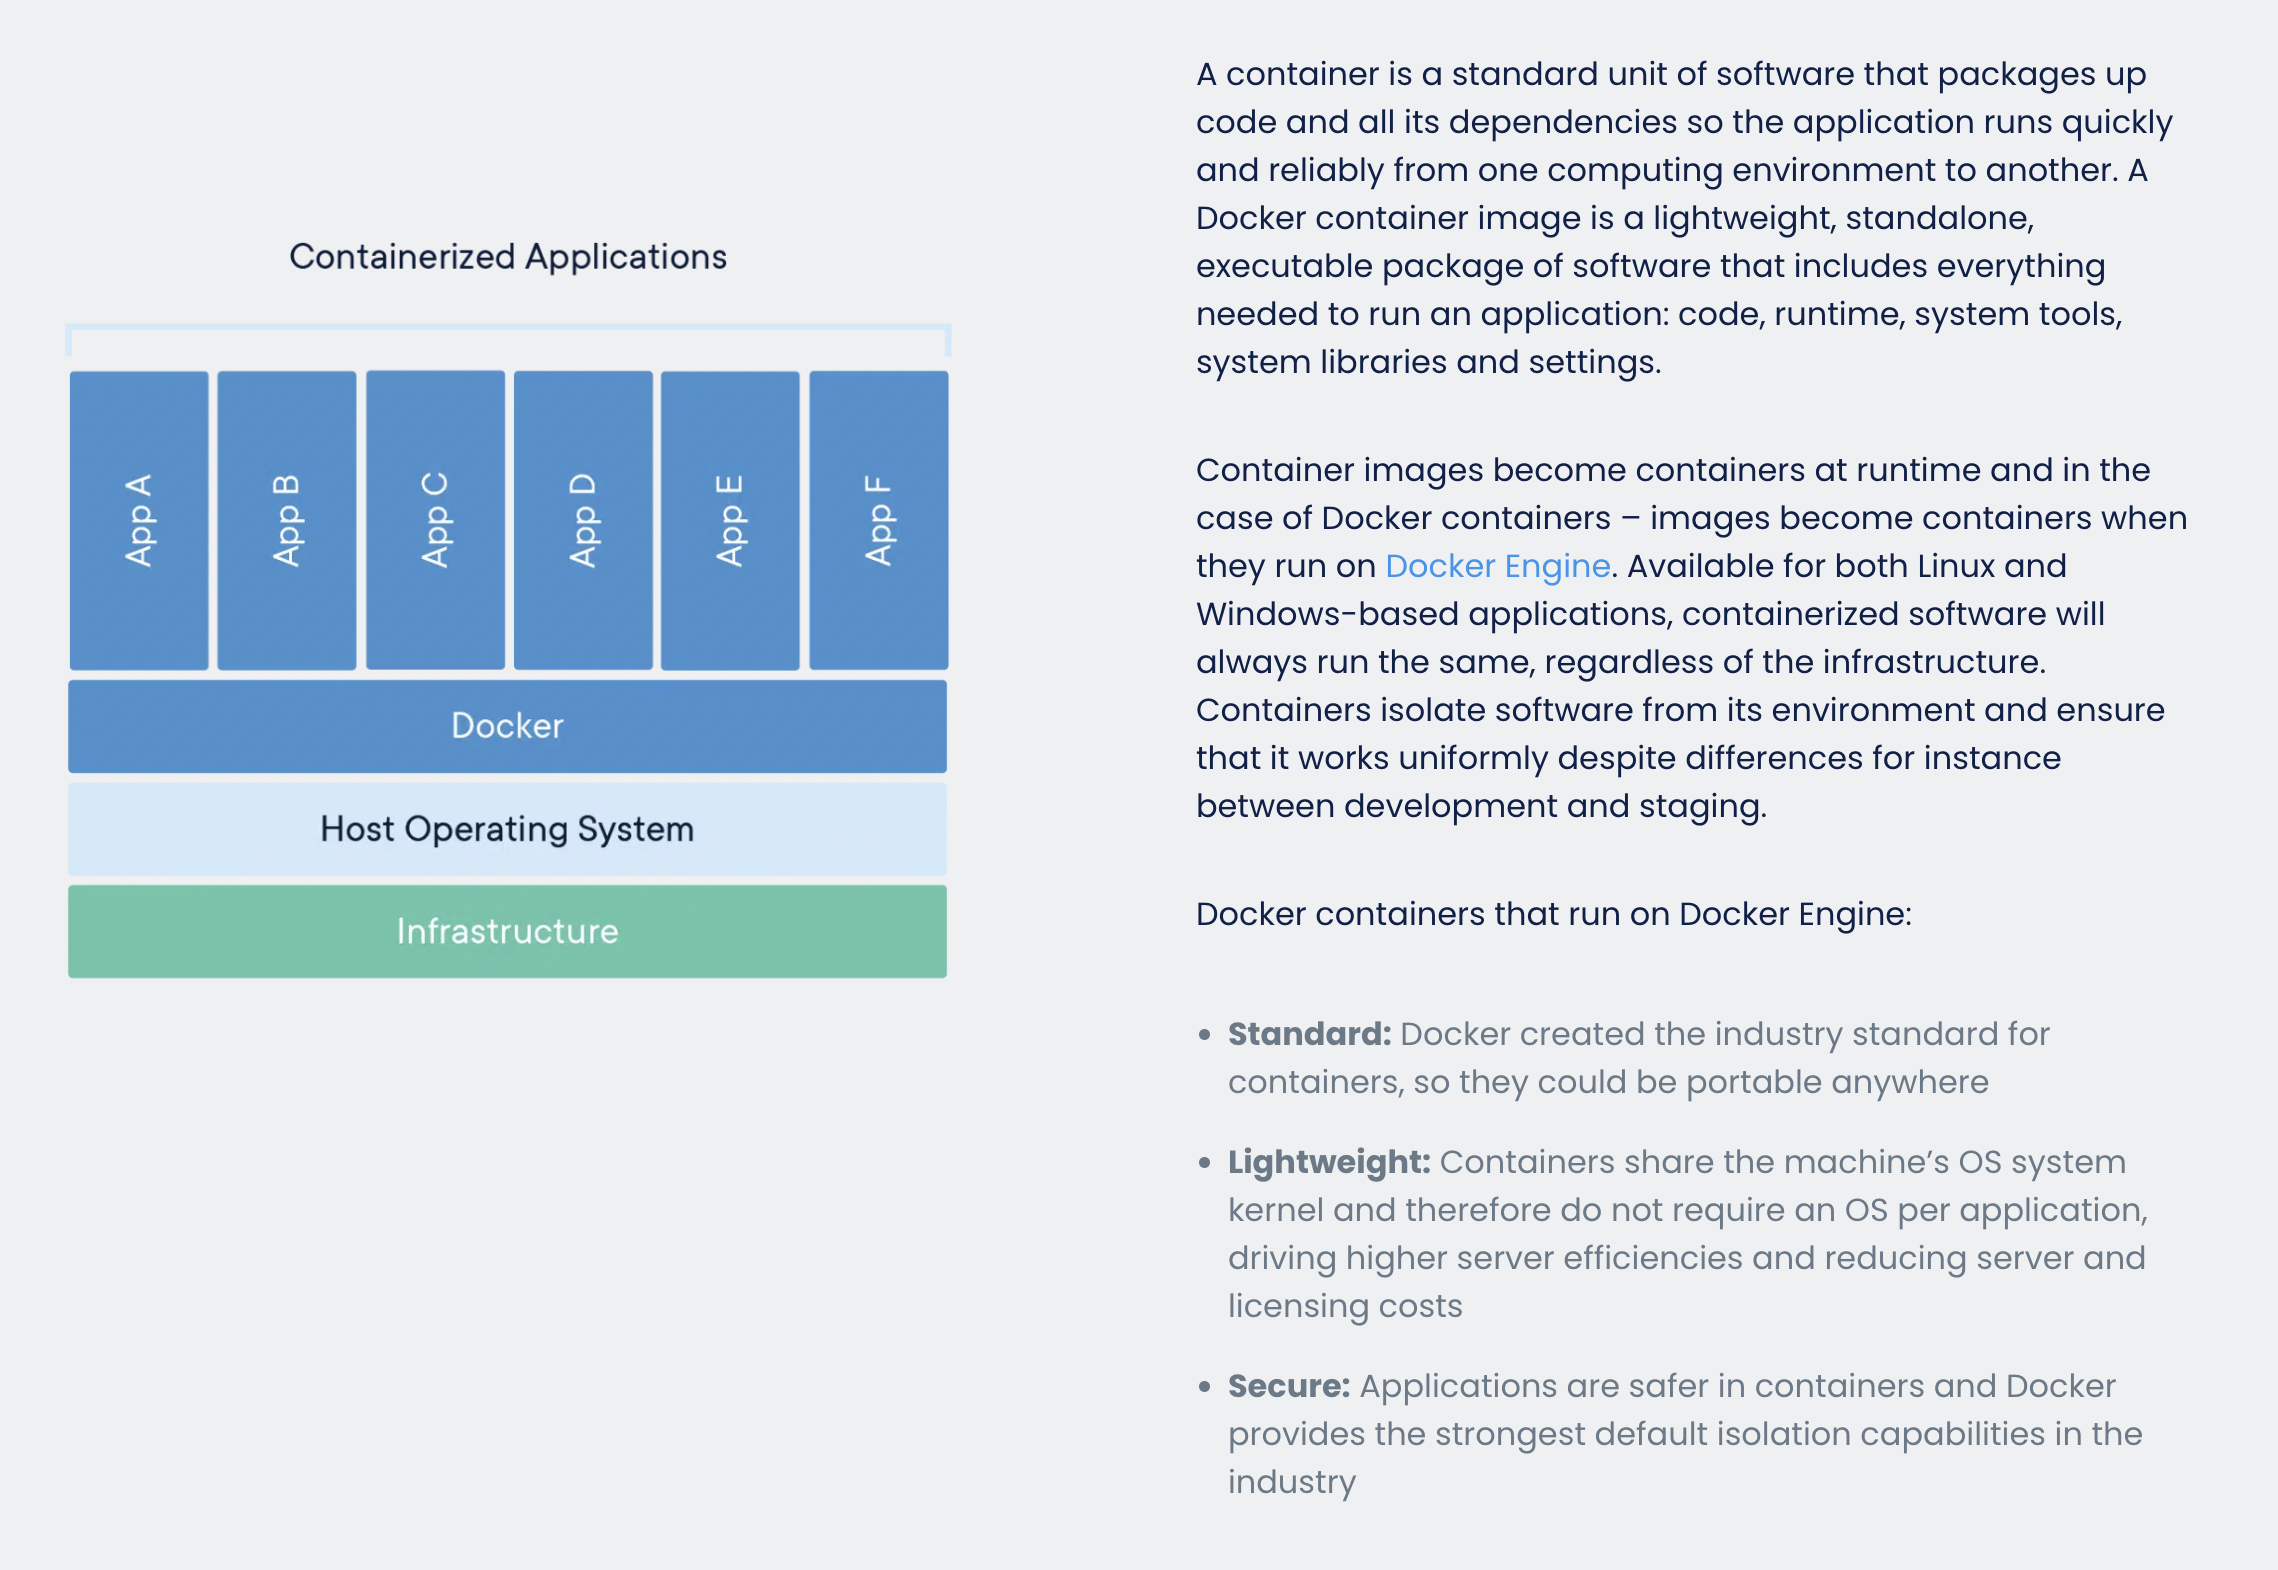 Containerized Applications
App A
App B
App C
App D
App E
App F
Docker
Host Operating System
Infrastructure
A container is a standard unit of software that packages up
code and all its dependencies so the application runs quickly
and reliably from one computing environment to another. A
Docker container image is a lightweight, standalone,
executable package of software that includes everything
needed to run an application: code, runtime, system tools,
system libraries and settings.
Container images become containers at runtime and in the
case of Docker containers – images become containers when
they run on Docker Engine. Available for both Linux and
Windows-based applications, containerized software will
always run the same, regardless of the infrastructure.
Containers isolate software from its environment and ensure
that it works uniformly despite differences for instance
between development and staging.
Docker containers that run on Docker Engine:
• Standard: Docker created the industry standard for
containers, so they could be portable anywhere
• Lightweight: Containers share the machine’s OS system
kernel and therefore do not require an OS per application,
driving higher server efficiencies and reducing server and
licensing costs
• Secure: Applications are safer in containers and Docker
provides the strongest default isolation capabilities in the
industry